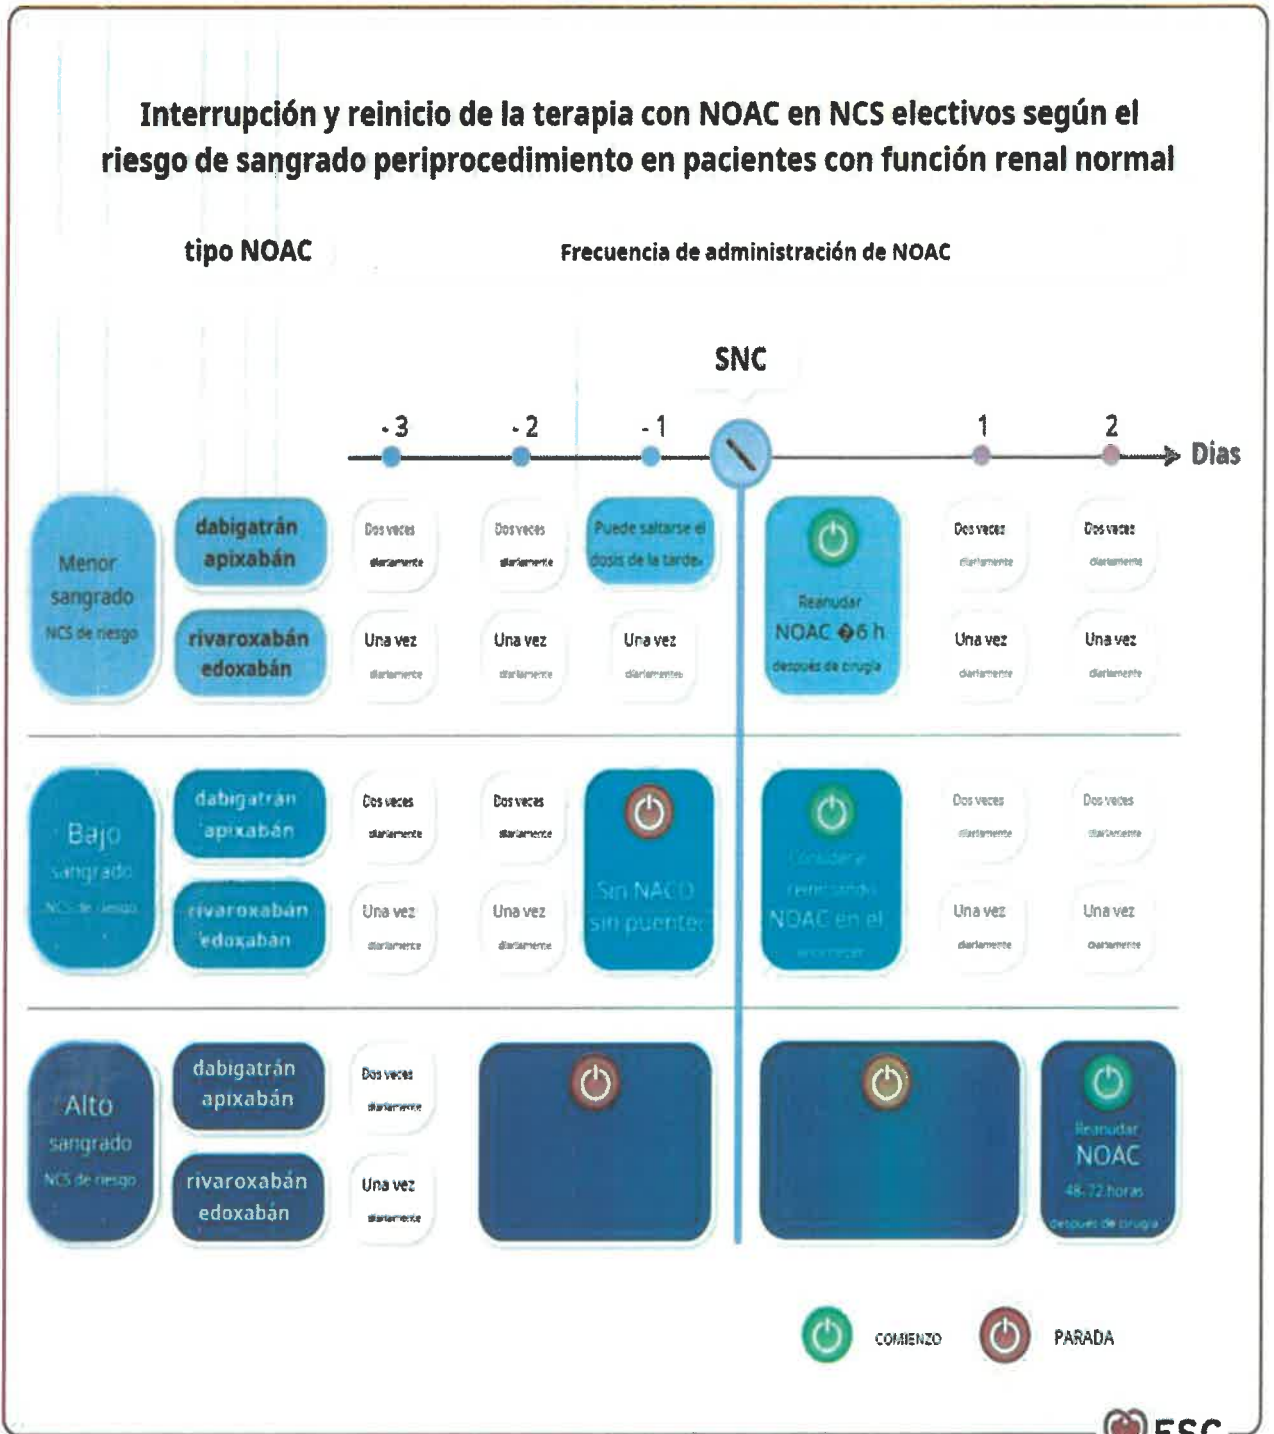 Interrupción y reinicio de la terapia con NOAC en NCS electivos según el
riesgo de sangrado periprocedimiento en pacientes con función renal normal
tipo NOAC
Frecuencia de administración de NOAC
SNC
- 3
- 2
- 1
1
2
Dias
Menor
sangrado
NCS de riesgo
dabigatrán
apixabán
Dos veces
diariamente
Dos veces
diariamente
Puede saltarse el
dosis de la tarde.
Reanudar
NOAC �6 h
después de cirugía
Dos veces
diariamente
Dos veces
diariamente
rivaroxabán
edoxabán
Una vez
diariamente
Una vez
diariamente
Una vez
diariamente
Una vez
diariamente
Una vez
diariamente
Bajo
sangrado
NCS de riesgo
dabigatrán
apixabán
Dos veces
diariamente
Dos veces
diariamente
Sin NACO
sin puente
NOAC en el
Dos veces
diariamente
Dos veces
diariamente
rivaroxabán
edoxabán
Una vez
diariamente
Una vez
diariamente
Una vez
diariamente
Una vez
diariamente
Alto
sangrado
NCS de riesgo
dabigatrán
apixabán
Dos veces
diariamente
rivaroxabán
edoxabán
Una vez
diariamente
Reanudar
NOAC
48-72 horas
después de cirugía
COMIENZO
PARADA
ESC